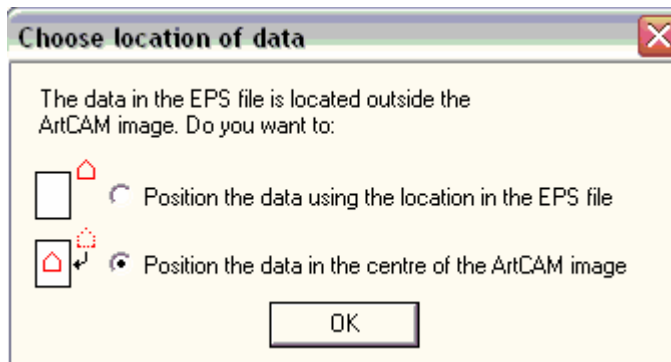 Choose location of data
The data in the EPS file is located outside the
ArtCAM image. Do you want to:
Position the data using the location in the EPS file
Position the data in the centre of the ArtCAM image
OK